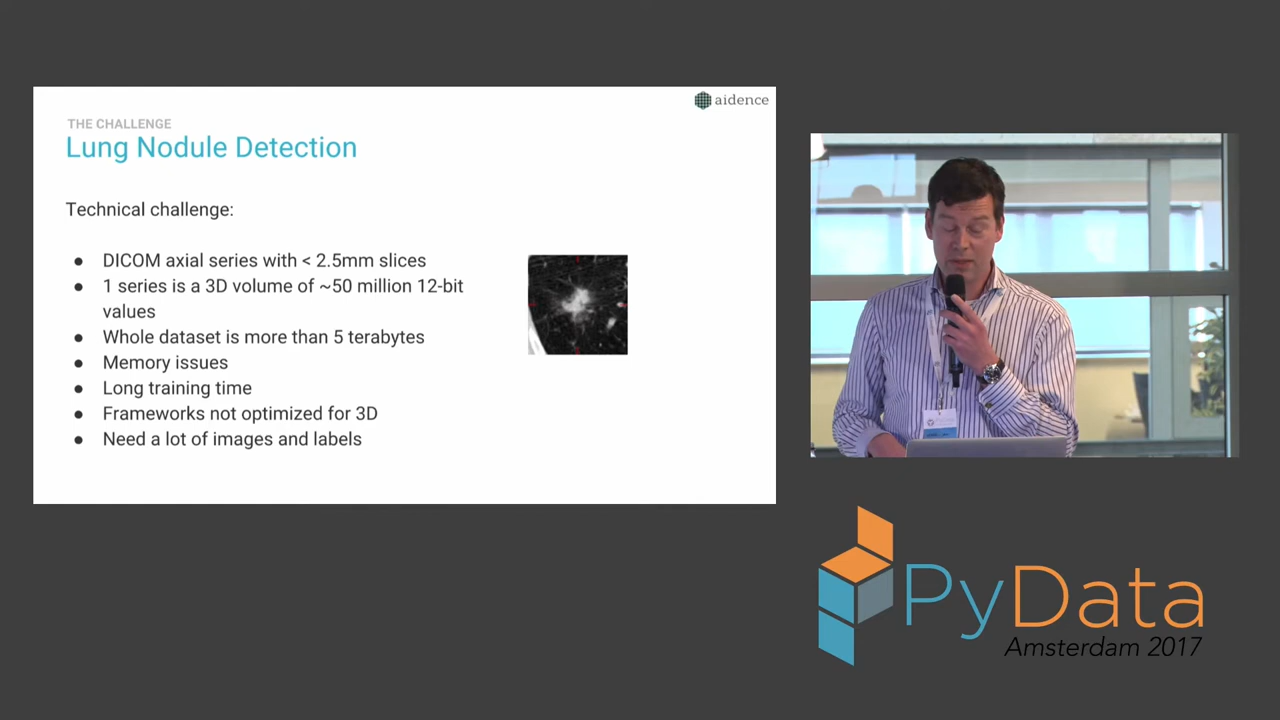 aidence
THE CHALLENGE
Lung Nodule Detection
Technical challenge:
● DICOM axial series with < 2.5mm slices
● 1 series is a 3D volume of ~50 million 12-bit
values
● Whole dataset is more than 5 terabytes
● Memory issues
● Long training time
● Frameworks not optimized for 3D
● Need a lot of images and labels
PyData
Amsterdam 2017